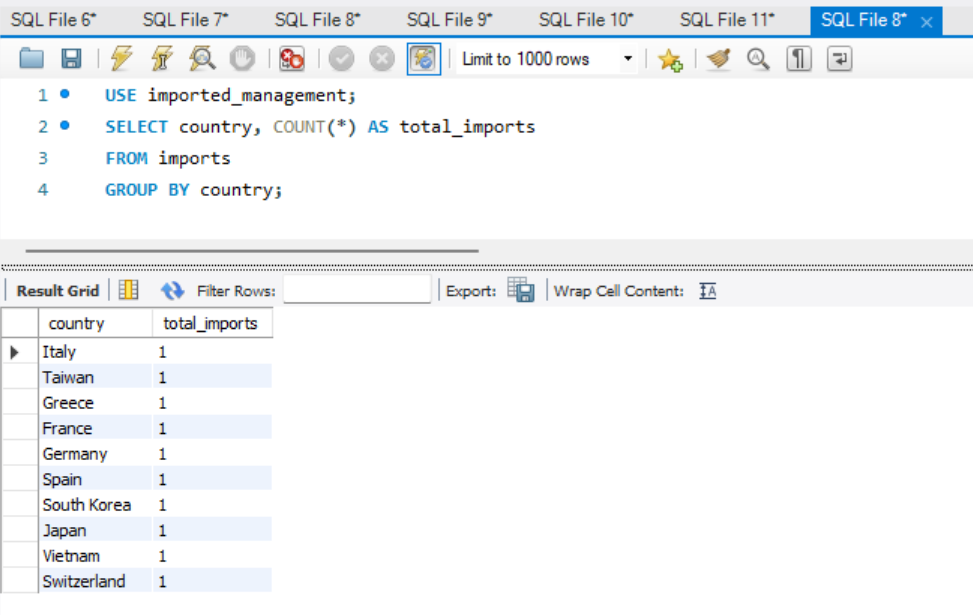 SQL File 6* SQL File 7* SQL File 8* SQL File 9* SQL File 10* SQL File 11* SQL File 8*
Limit to 1000 rows
1 USE imported_management;
2 SELECT country, COUNT(*) AS total_imports
3 FROM imports
4 GROUP BY country;
Result Grid Filter Rows: Export: Wrap Cell Content: IA
country total_imports
Italy 1
Taiwan 1
Greece 1
France 1
Germany 1
Spain 1
South Korea 1
Japan 1
Vietnam 1
Switzerland 1